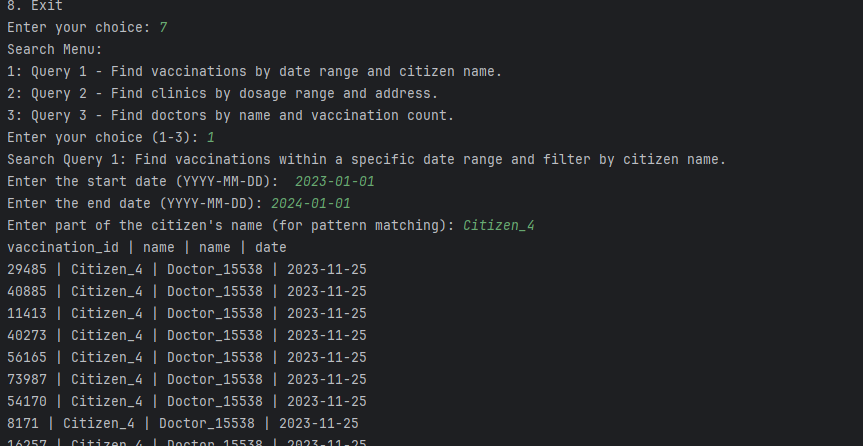 8. Exit
Enter your choice: 7
Search Menu:
1: Query 1 - Find vaccinations by date range and citizen name.
2: Query 2 - Find clinics by dosage range and address.
3: Query 3 - Find doctors by name and vaccination count.
Enter your choice (1-3): 1
Search Query 1: Find vaccinations within a specific date range and filter by citizen name.
Enter the start date (YYYY-MM-DD):  2023-01-01
Enter the end date (YYYY-MM-DD): 2024-01-01
Enter part of the citizen's name (for pattern matching): Citizen_4
vaccination_id | name | name | date
29485 | Citizen_4 | Doctor_15538 | 2023-11-25
40885 | Citizen_4 | Doctor_15538 | 2023-11-25
11413 | Citizen_4 | Doctor_15538 | 2023-11-25
40273 | Citizen_4 | Doctor_15538 | 2023-11-25
56165 | Citizen_4 | Doctor_15538 | 2023-11-25
73987 | Citizen_4 | Doctor_15538 | 2023-11-25
54170 | Citizen_4 | Doctor_15538 | 2023-11-25
8171 | Citizen_4 | Doctor_15538 | 2023-11-25
16257 | Citizen_4 | Doctor_15538 | 2023-11-25